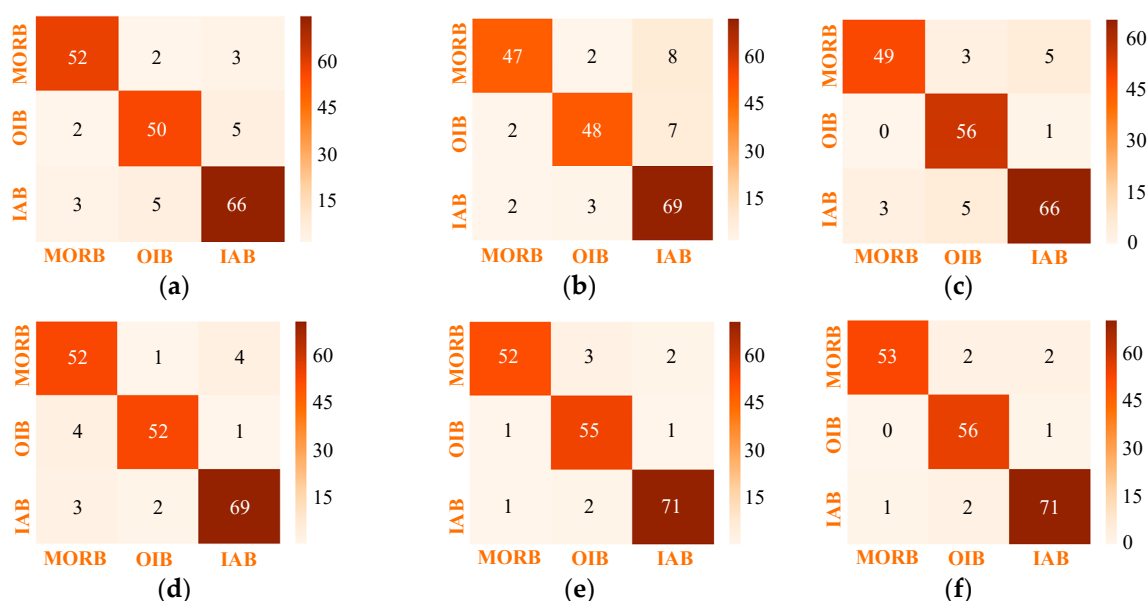 MORB 52 2 3
OIB 2 50 5
IAB 3 5 66
MORB OIB IAB
60
45
30
15
(a)
MORB 47 2 8
OIB 2 48 7
IAB 2 3 69
MORB OIB IAB
60
45
30
15
(b)
MORB 49 3 5
OIB 0 56 1
IAB 3 5 66
MORB OIB IAB
60
45
30
15
0
(c)
MORB 52 1 4
OIB 4 52 1
IAB 3 2 69
MORB OIB IAB
60
45
30
15
(d)
MORB 52 3 2
OIB 1 55 1
IAB 1 2 71
MORB OIB IAB
60
45
30
15
(e)
MORB 53 2 2
OIB 0 56 1
IAB 1 2 71
MORB OIB IAB
60
45
30
15
0
(f)